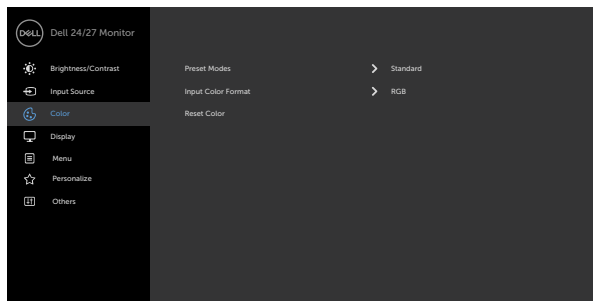 DELL Dell 24/27 Monitor
Brightness/Contrast Preset Modes Standard
Input Source Input Color Format RGB
Color Reset Color
Display
Menu
Personalize
Others